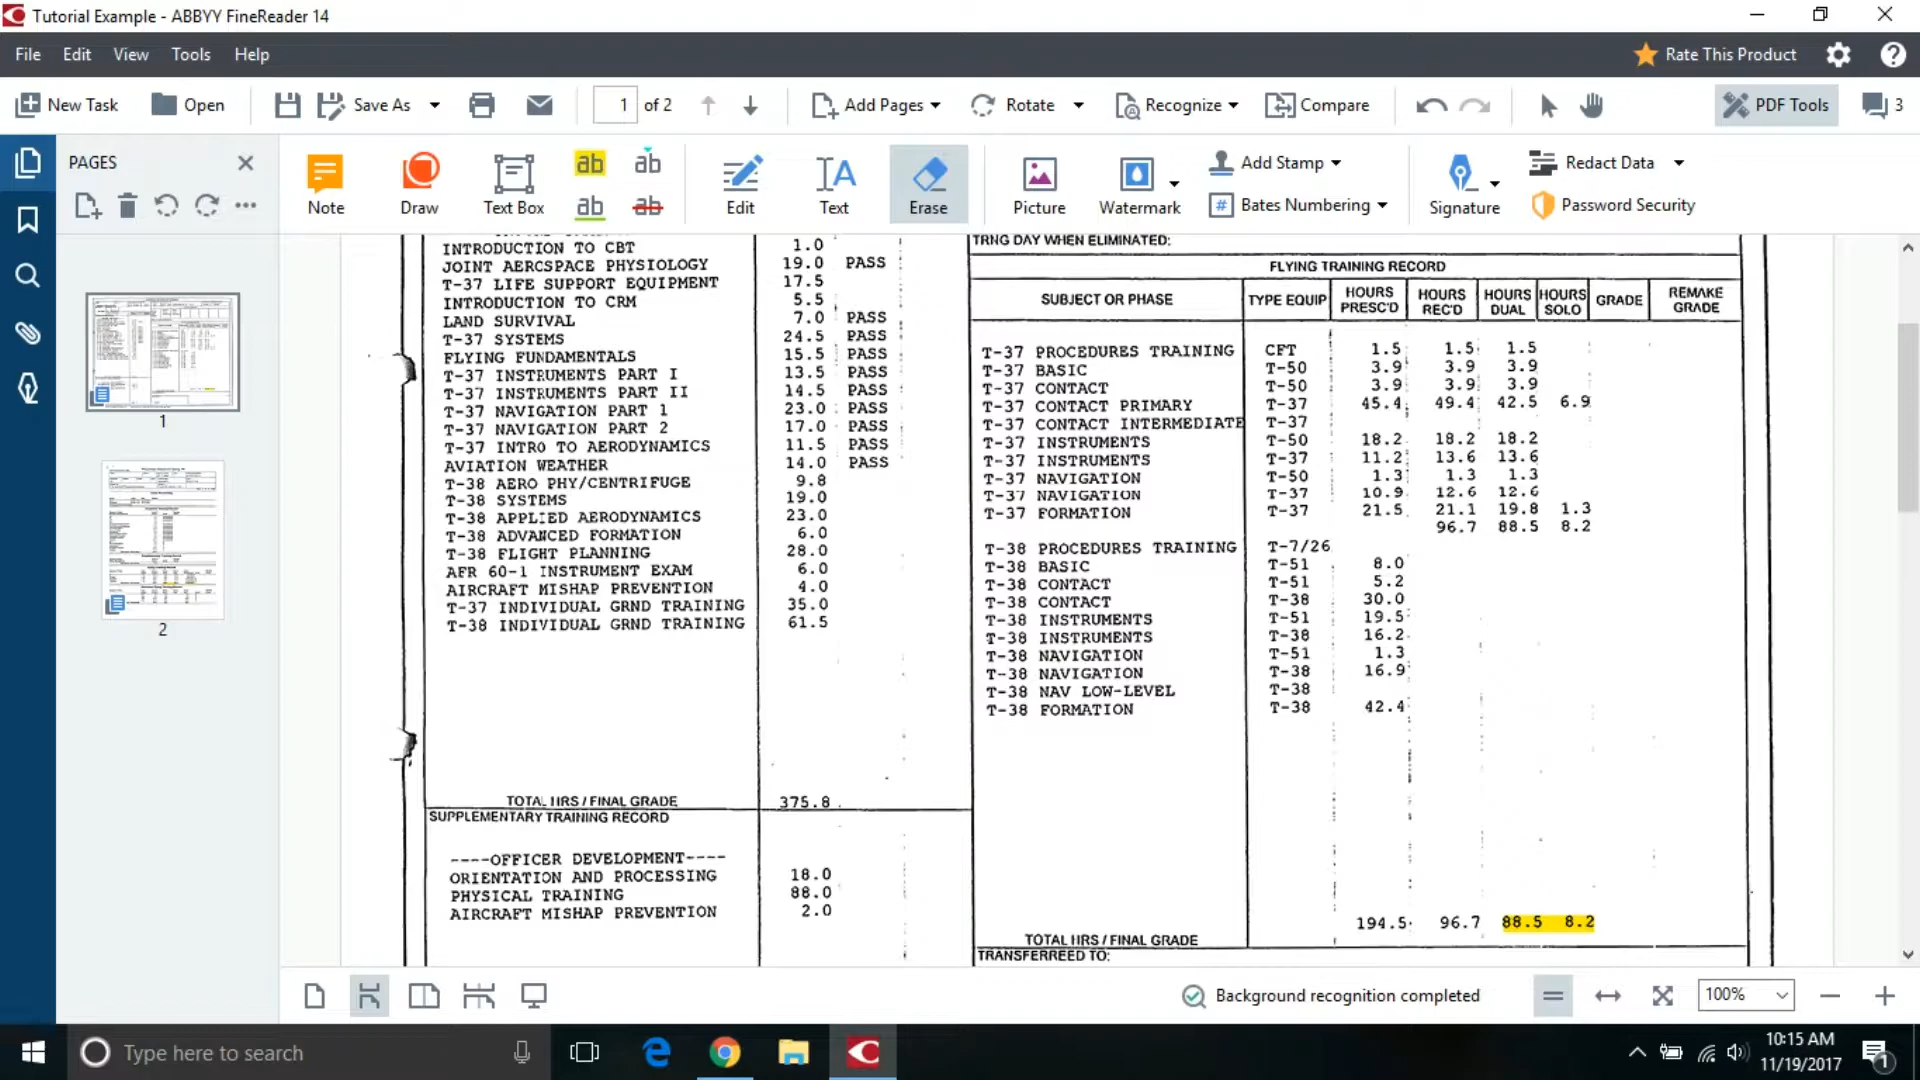 Tutorial Example - ABBYY FineReader 14
File Edit View Tools Help
Rate This Product
New Task Open Save As 1 of 2 Add Pages Rotate Recognize Compare PDF Tools 3
PAGES
Note Draw Text Box ab ab ab ab Edit Text Erase Picture Watermark Add Stamp Bates Numbering Signature Redact Data Password Security
1
2
INTRODUCTION TO CBT 1.0
JOINT AERCSPACE PHYSIOLOGY 19.0 PASS
T-37 LIFE SUPPORT EQUIPMENT 17.5
INTRODUCTION TO CRM 5.5
LAND SURVIVAL 7.0 PASS
T-37 SYSTEMS 24.5 PASS
FLYING FUNDAMENTALS 15.5 PASS
T-37 INSTRUMENTS PART I 13.5 PASS
T-37 INSTRUMENTS PART II 14.5 PASS
T-37 NAVIGATION PART 1 23.0 PASS
T-37 NAVIGATION PART 2 17.0 PASS
T-37 INTRO TO AERODYNAMICS 11.5 PASS
AVIATION WEATHER 14.0 PASS
T-38 AERO PHY/CENTRIFUGE 9.8
T-38 SYSTEMS 19.0
T-38 APPLIED AERODYNAMICS 23.0
T-38 ADVANCED FORMATION 6.0
T-38 FLIGHT PLANNING 28.0
AFR 60-1 INSTRUMENT EXAM 6.0
AIRCRAFT MISHAP PREVENTION 4.0
T-37 INDIVIDUAL GRND TRAINING 35.0
T-38 INDIVIDUAL GRND TRAINING 61.5
TOTAL HRS / FINAL GRADE 375.8
SUPPLEMENTARY TRAINING RECORD
----OFFICER DEVELOPMENT----
ORIENTATION AND PROCESSING 18.0
PHYSICAL TRAINING 88.0
AIRCRAFT MISHAP PREVENTION 2.0
TRNG DAY WHEN ELIMINATED:
FLYING TRAINING RECORD
SUBJECT OR PHASE TYPE EQUIP HOURS PRESC'D HOURS REC'D HOURS DUAL HOURS SOLO GRADE REMAKE GRADE
T-37 PROCEDURES TRAINING CFT 1.5 1.5 1.5
T-37 BASIC T-50 3.9 3.9 3.9
T-37 CONTACT T-50 3.9 3.9 3.9
T-37 CONTACT PRIMARY T-37 45.4 49.4 42.5 6.9
T-37 CONTACT INTERMEDIATE T-37
T-37 INSTRUMENTS T-50 18.2 18.2 18.2
T-37 INSTRUMENTS T-37 11.2 13.6 13.6
T-37 NAVIGATION T-50 1.3 1.3 1.3
T-37 NAVIGATION T-37 10.9 12.6 12.6
T-37 FORMATION T-37 21.5 21.1 19.8 1.3
96.7 88.5 8.2
T-38 PROCEDURES TRAINING T-7/26
T-38 BASIC T-51 8.0
T-38 CONTACT T-51 5.2
T-38 CONTACT T-38 30.0
T-38 INSTRUMENTS T-51 19.5
T-38 INSTRUMENTS T-38 16.2
T-38 NAVIGATION T-51 1.3
T-38 NAVIGATION T-38 16.9
T-38 NAV LOW-LEVEL T-38
T-38 FORMATION T-38 42.4
194.5 96.7 88.5 8.2
TOTAL HRS / FINAL GRADE
TRANSFERREED TO:
Background recognition completed 100%
Type here to search
10:15 AM
11/19/2017
1